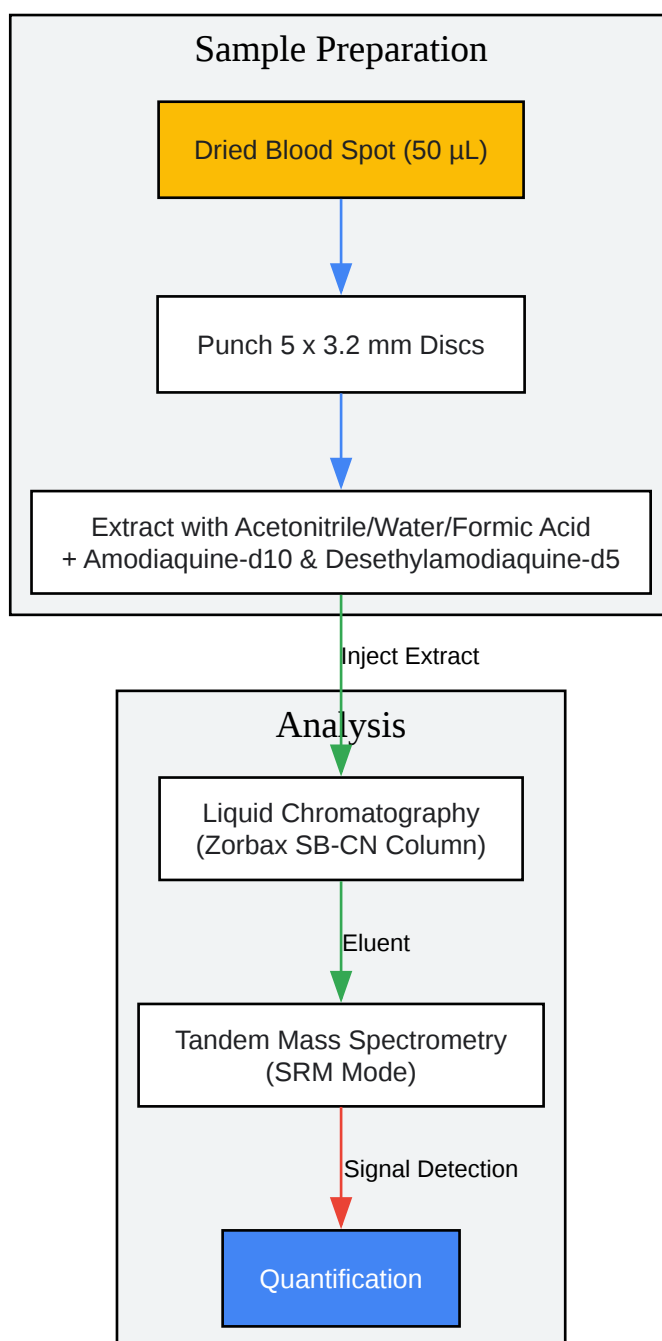 Sample Preparation
Dried Blood Spot (50 µL)
Punch 5 x 3.2 mm Discs
Extract with Acetonitrile/Water/Formic Acid
+ Amodiaquine-d10 & Desethylamodiaquine-d5
Inject Extract
Analysis
Liquid Chromatography
(Zorbax SB-CN Column)
Eluent
Tandem Mass Spectrometry
(SRM Mode)
Signal Detection
Quantification